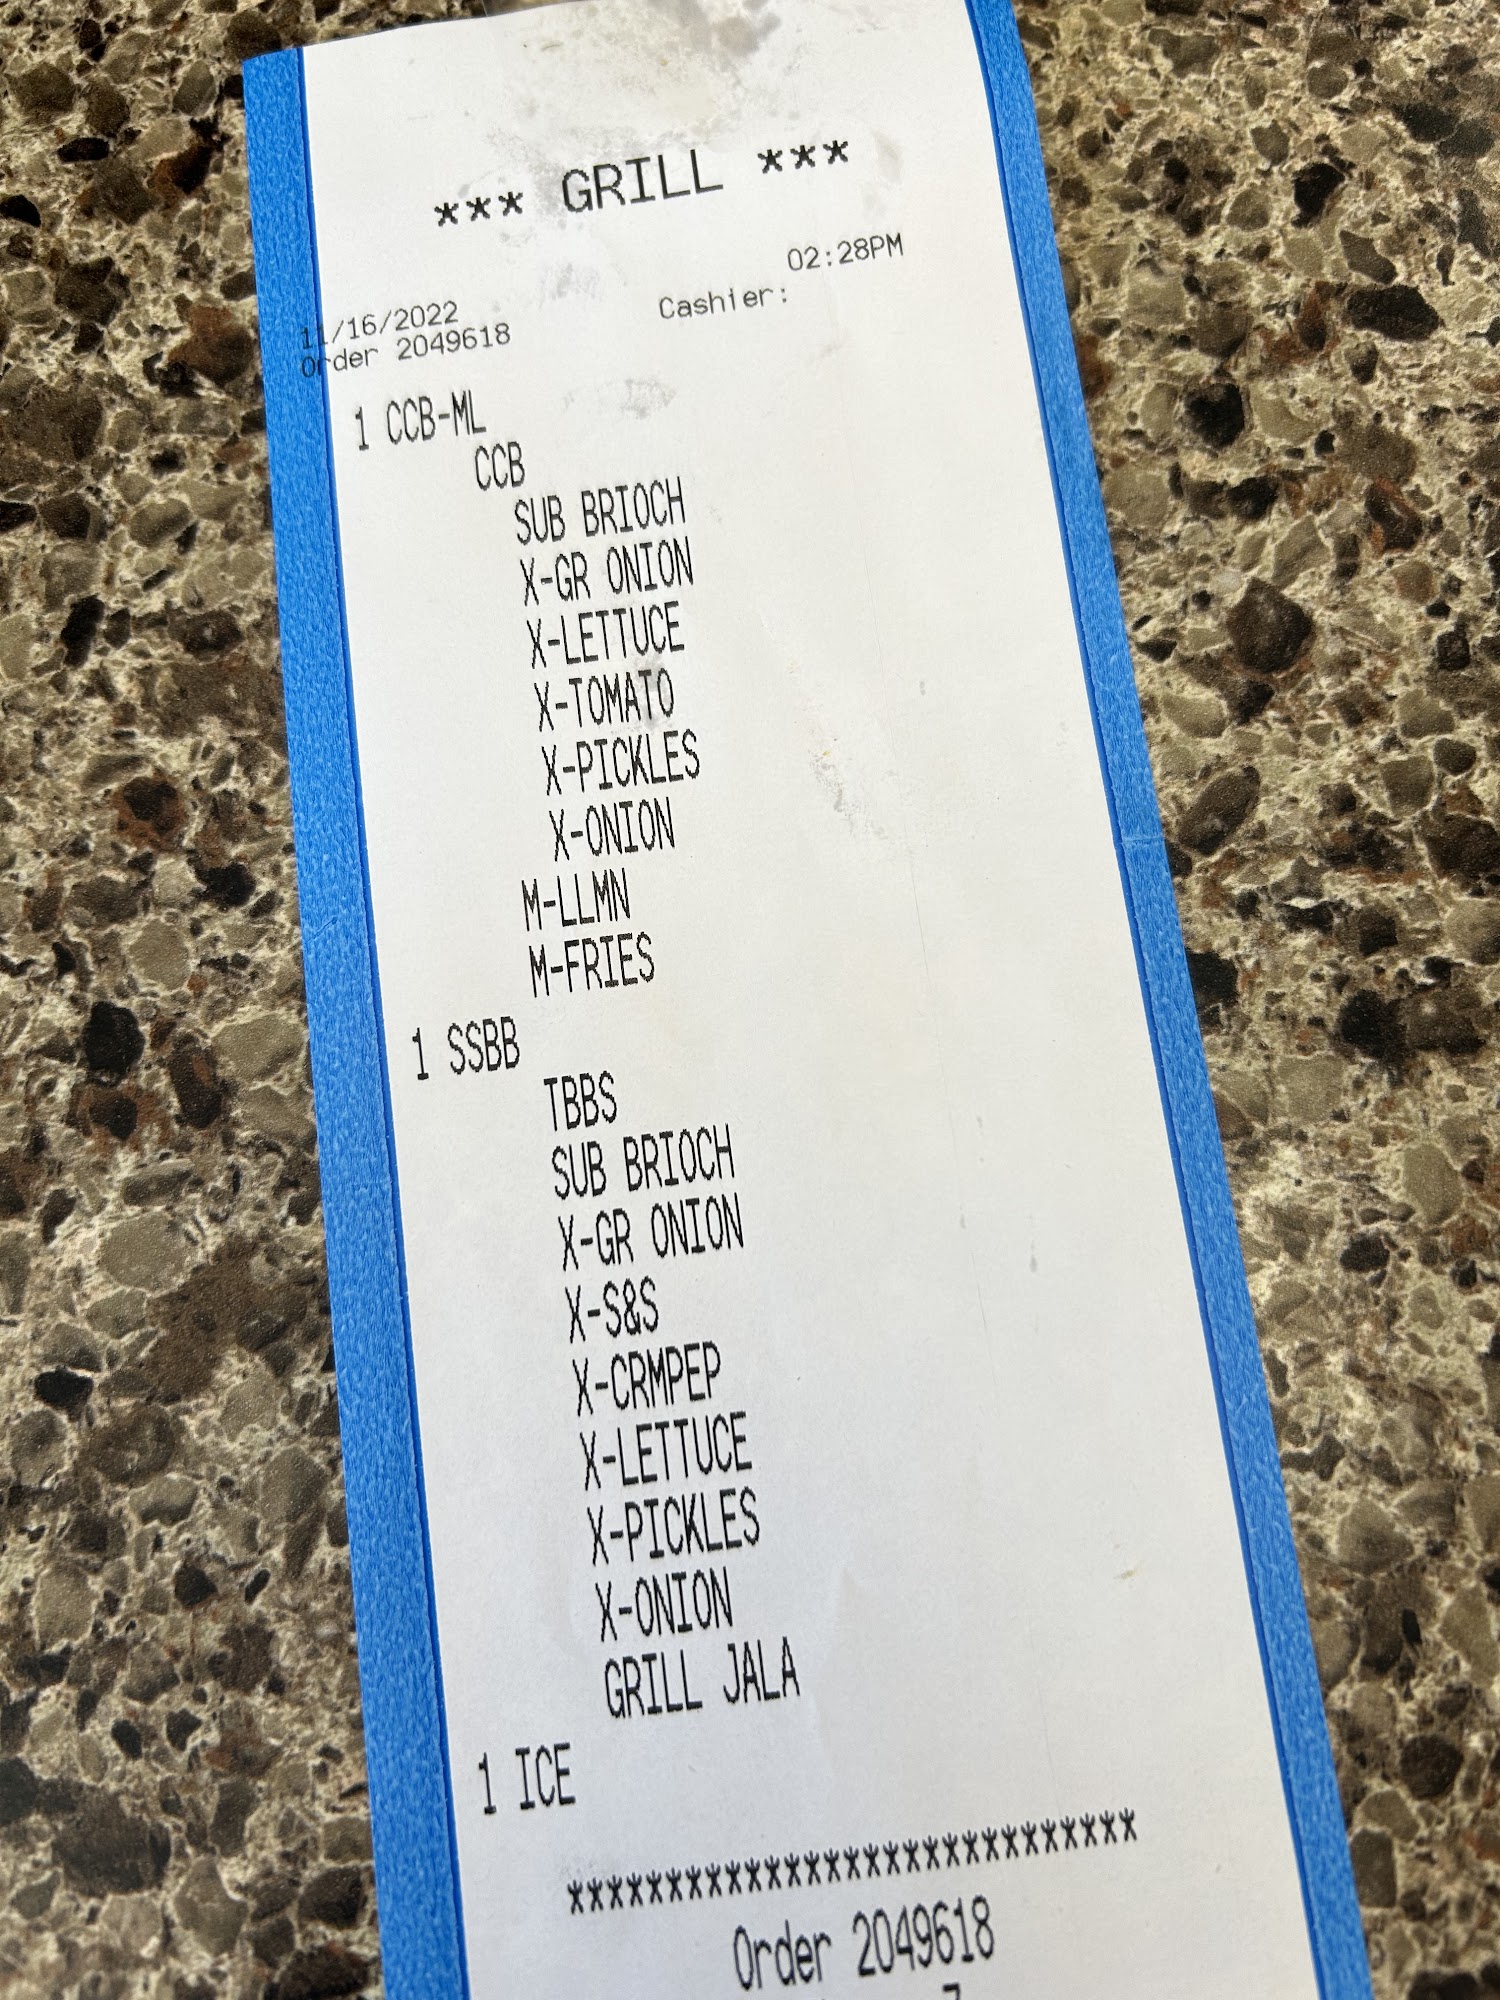 *** GRILL ***
02:28PM
11/16/2022 Cashier:
Order 2049618
1 CCB-ML
CCB
SUB BRIOCH
X-GR ONION
X-LETTUCE
X-TOMATO
X-PICKLES
X-ONION
M-LLMN
M-FRIES
1 SSBB
TBBS
SUB BRIOCH
X-GR ONION
X-S&S
X-CRMPEP
X-LETTUCE
X-PICKLES
X-ONION
GRILL JALA
1 ICE
*****************************
Order 2049618